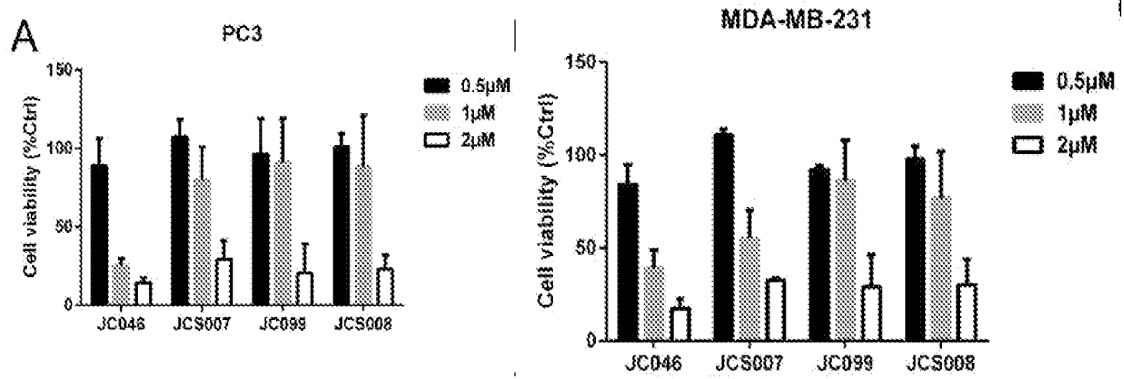 A
PC3
Cell viability (%Ctrl)
150
100
50
0
0.5µM
1µM
2µM
JC046 JCS007 JC099 JCS008
MDA-MB-231
Cell viability (%Ctrl)
150
100
50
0
0.5µM
1µM
2µM
JC046 JCS007 JC099 JCS008